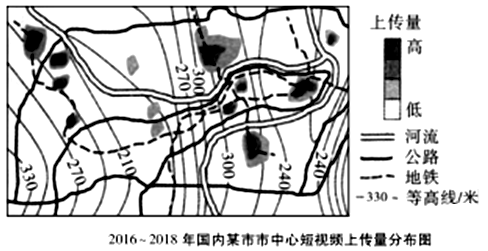 上传量
高
低
河流
公路
地铁
-330- 等高线/米
300
270
300
330
270
210
240
240
2016~2018年国内某市市中心短视频上传量分布图